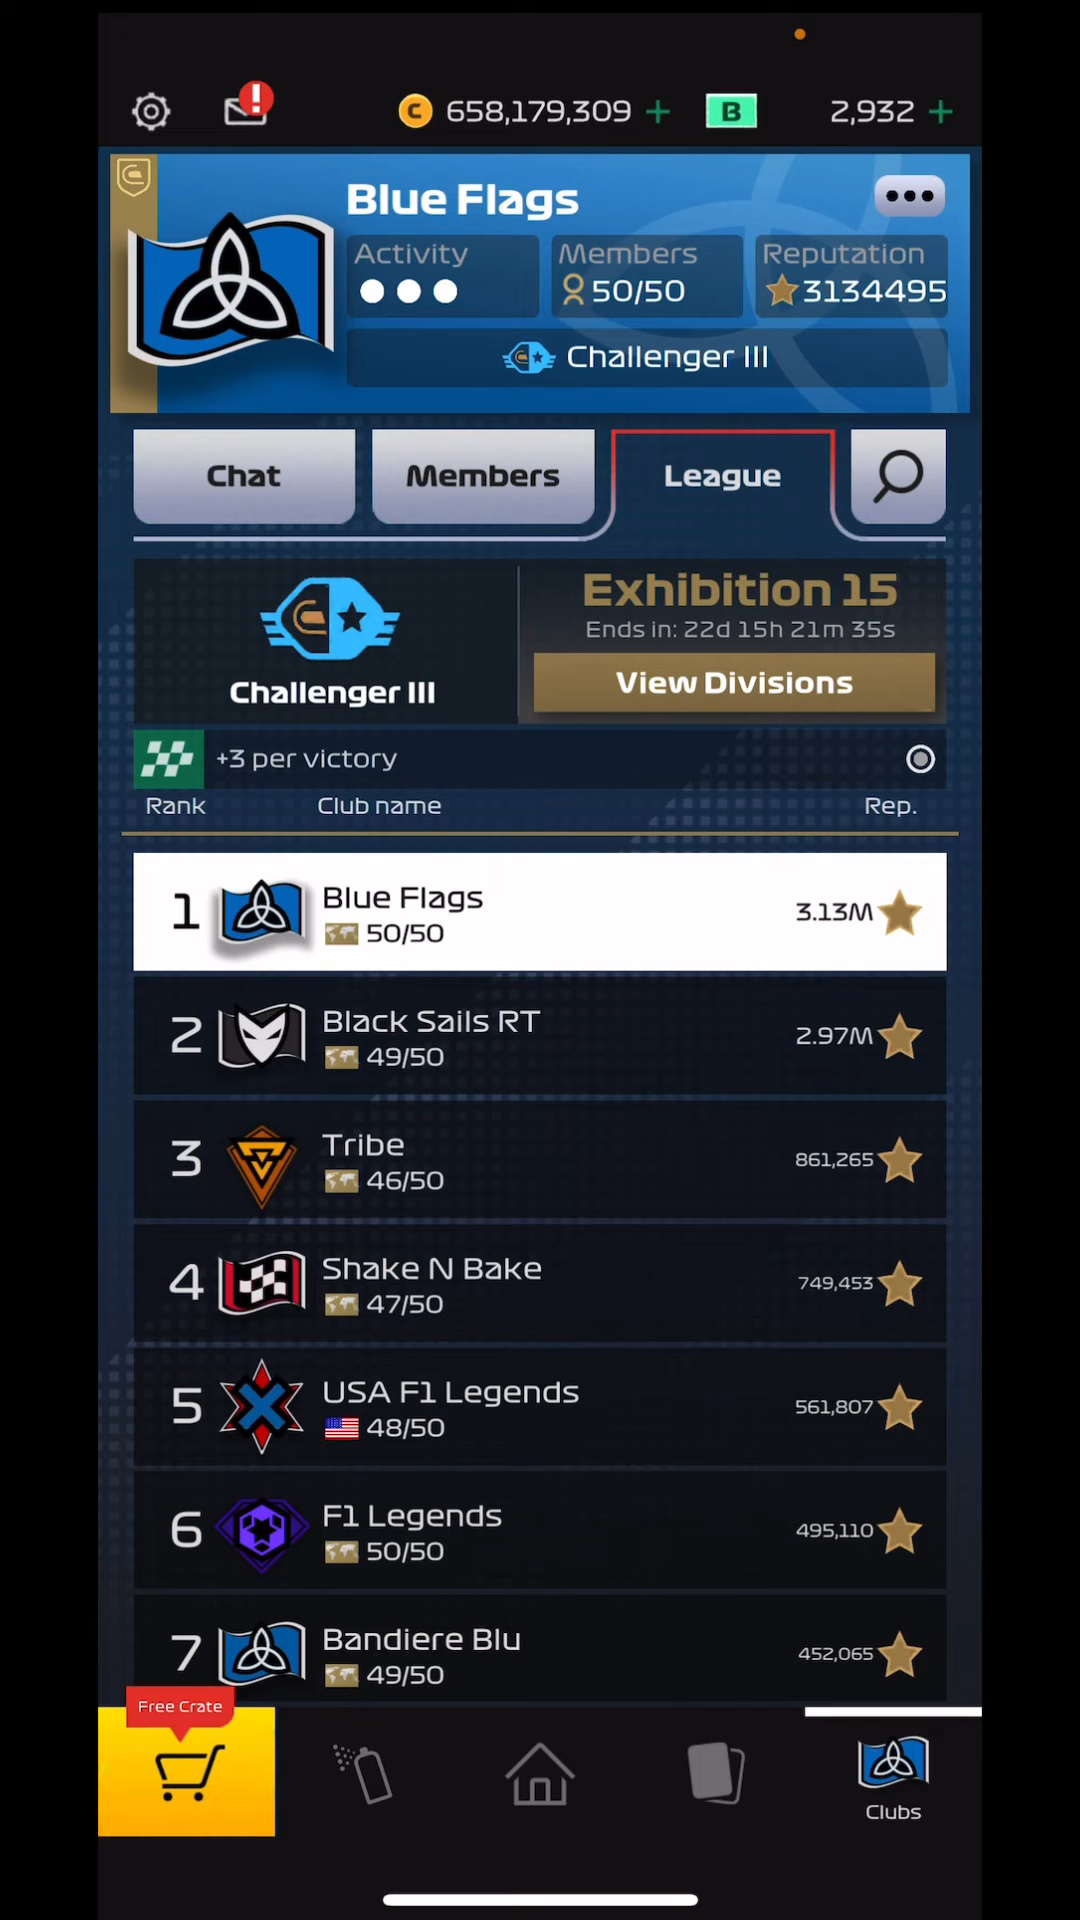 658,179,309
B
2,932
Blue Flags
Activity
Members
50/50
Reputation
3134495
Challenger III
Chat
Members
League
Challenger III
Exhibition 15
Ends in: 22d 15h 21m 35s
View Divisions
+3 per victory
Rank Club name Rep.
1 Blue Flags 3.13M
50/50
2 Black Sails RT 2.97M
49/50
3 Tribe 861,265
46/50
4 Shake N Bake 749,453
47/50
5 USA F1 Legends 561,807
48/50
6 F1 Legends 495,110
50/50
7 Bandiere Blu 452,065
49/50
Free Crate
Clubs